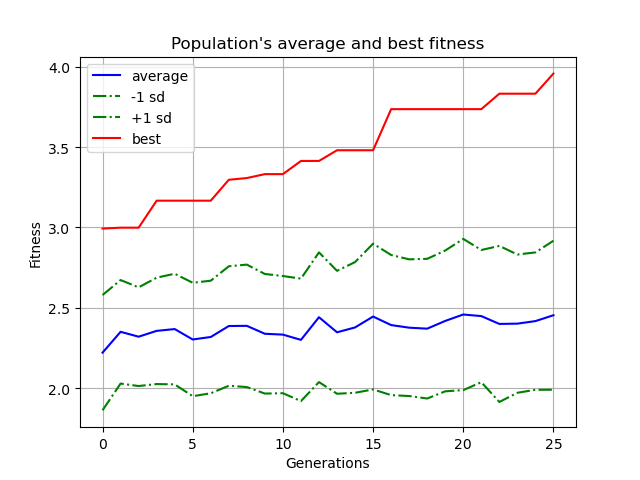 Population's average and best fitness
average
-1 sd
+1 sd
best
4.0
3.5
3.0
2.5
2.0
Fitness
0 5 10 15 20 25
Generations